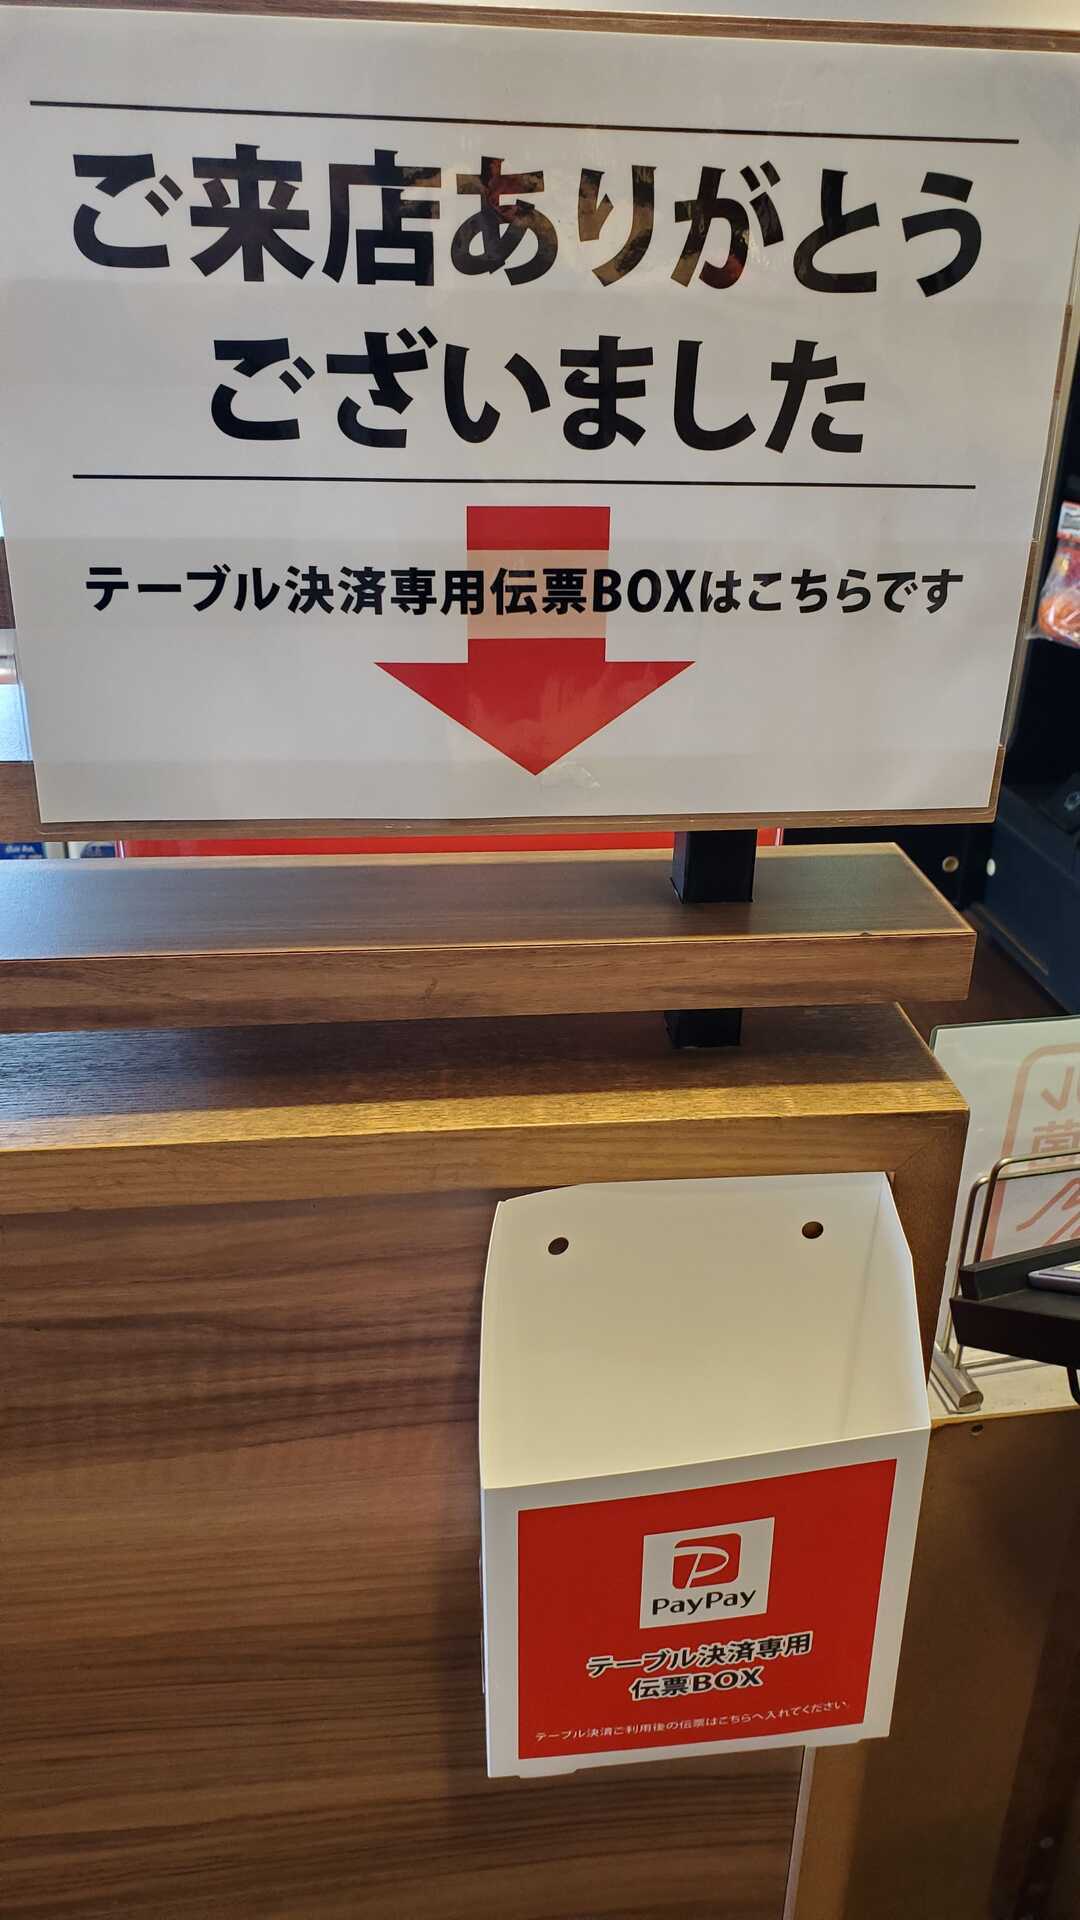 ご来店ありがとう
ございました
テーブル決済専用伝票BOXはこちらです
PayPay
テーブル決済専用
伝票BOX
テーブル決済ご利用後の伝票はこちらへ入れてください。